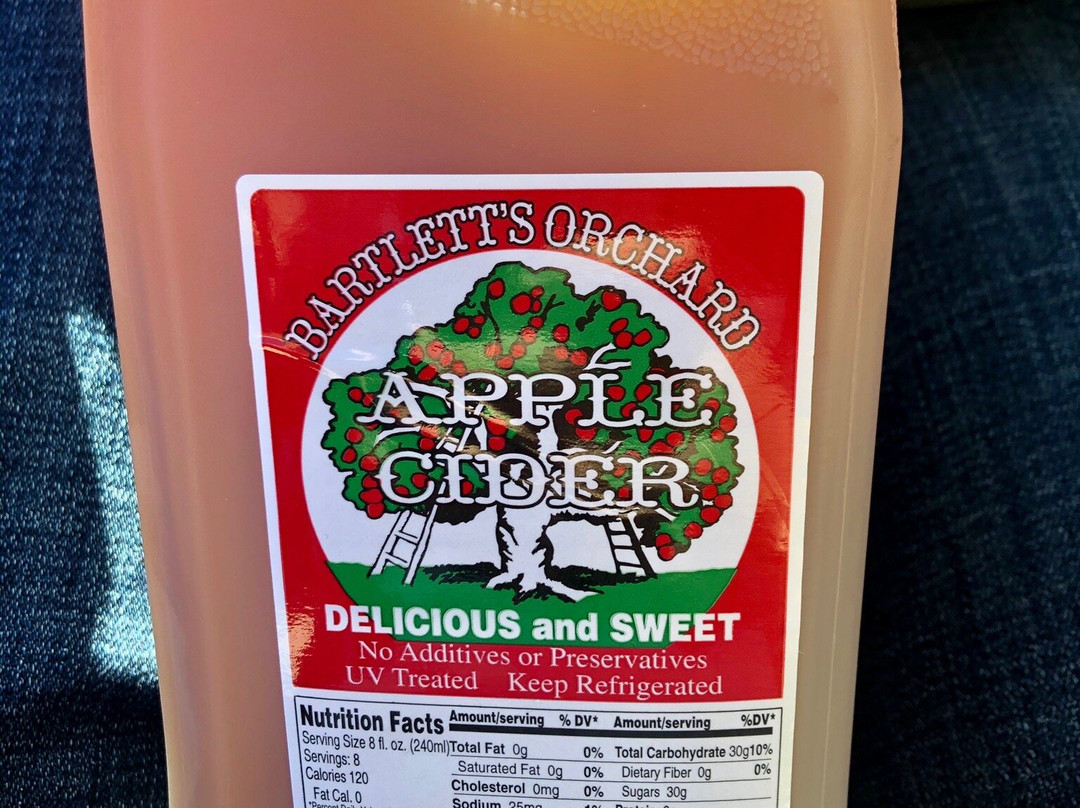 BARTLETT'S ORCHARD
APPLE
CIDER
DELICIOUS and SWEET
No Additives or Preservatives
UV Treated Keep Refrigerated
Nutrition Facts
Serving Size 8 fl. oz. (240ml)
Servings: 8
Calories 120
Fat Cal. 0
Amount/serving % DV* Amount/serving %DV*
Total Fat 0g 0% Total Carbohydrate 30g 10%
Saturated Fat 0g 0% Dietary Fiber 0g 0%
Cholesterol 0mg 0% Sugars 30g
Sodium 25mg